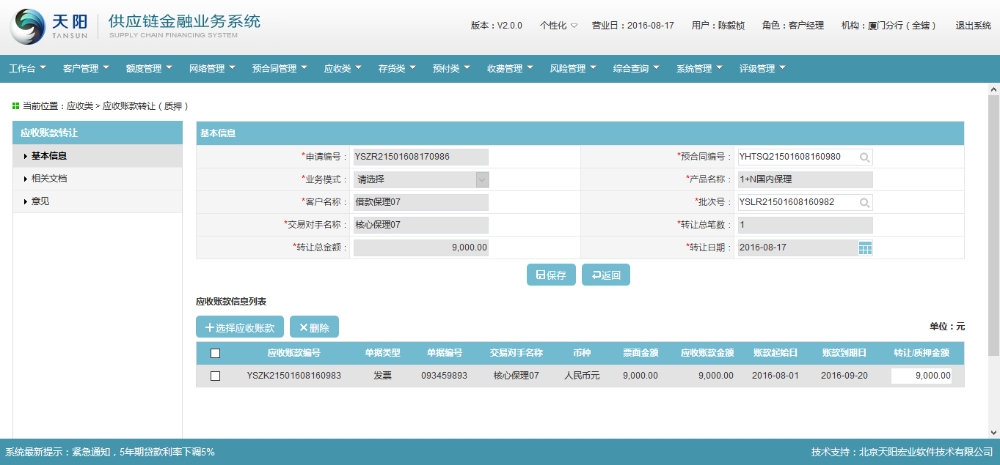 天阳 TANSUN 供应链金融业务系统 SUPPLY CHAIN FINANCING SYSTEM 版本：V2.0.0 个性化 营业日：2016-08-17 用户：陈毅桢 角色：客户经理 机构：厦门分行（全辖） 退出系统
工作台 客户管理 额度管理 网络管理 预合同管理 应收类 存货类 预付类 收费管理 风险管理 综合查询 系统管理 评级管理
当前位置：应收类 > 应收账款转让（质押）
应收账款转让
基本信息
相关文档
意见
基本信息
*申请编号： YSZR21501608170986 *预合同编号： YHTSQ21501608160980
*业务模式： 请选择 *产品名称： 1+N国内保理
*客户名称： 借款保理07 *批次号： YSLR21501608160982
*交易对手名称： 核心保理07 *转让总笔数： 1
*转让总金额： 9,000.00 *转让日期： 2016-08-17
保存 返回
应收账款信息列表
选择应收账款 删除 单位：元
应收账款编号 单据类型 单据编号 交易对手名称 币种 票面金额 应收账款金额 账款起始日 账款到期日 转让/质押金额
YSZK21501608160983 发票 093459893 核心保理07 人民币元 9,000.00 9,000.00 2016-08-01 2016-09-20 9,000.00
系统最新提示：紧急通知，5年期贷款利率下调5% 技术支持：北京天阳宏业软件技术有限公司